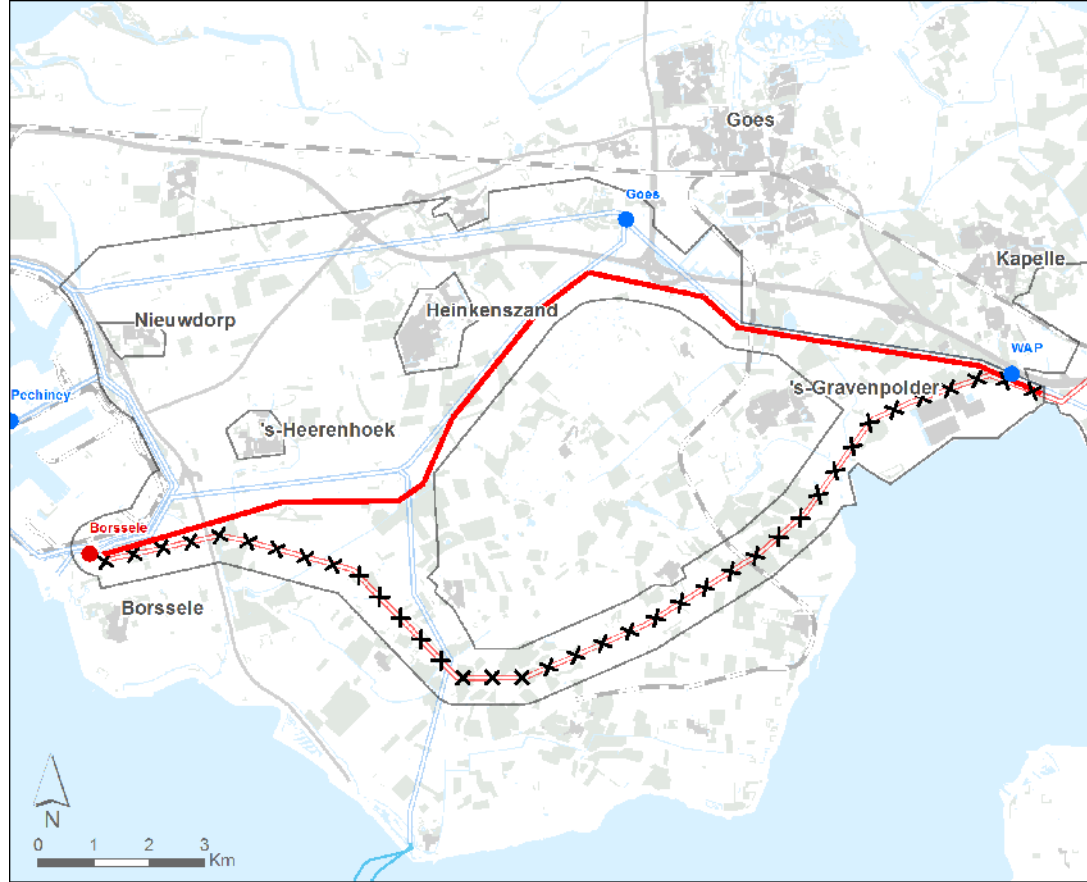 Goes
Goes
Kapelle
Heinkenszand
Nieuwdorp
WAP
Pechiney
's-Gravenpolder
's-Heerenhoek
Borssele
Borssele
N
0 1 2 3
Km